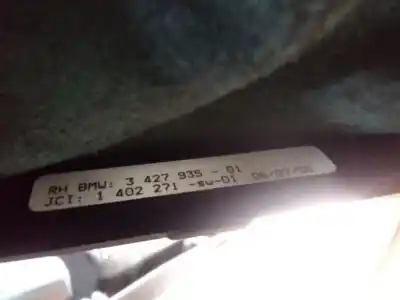 RH BMW: 3 427 935 - 01
JCI: 1 402 271 -sw-01